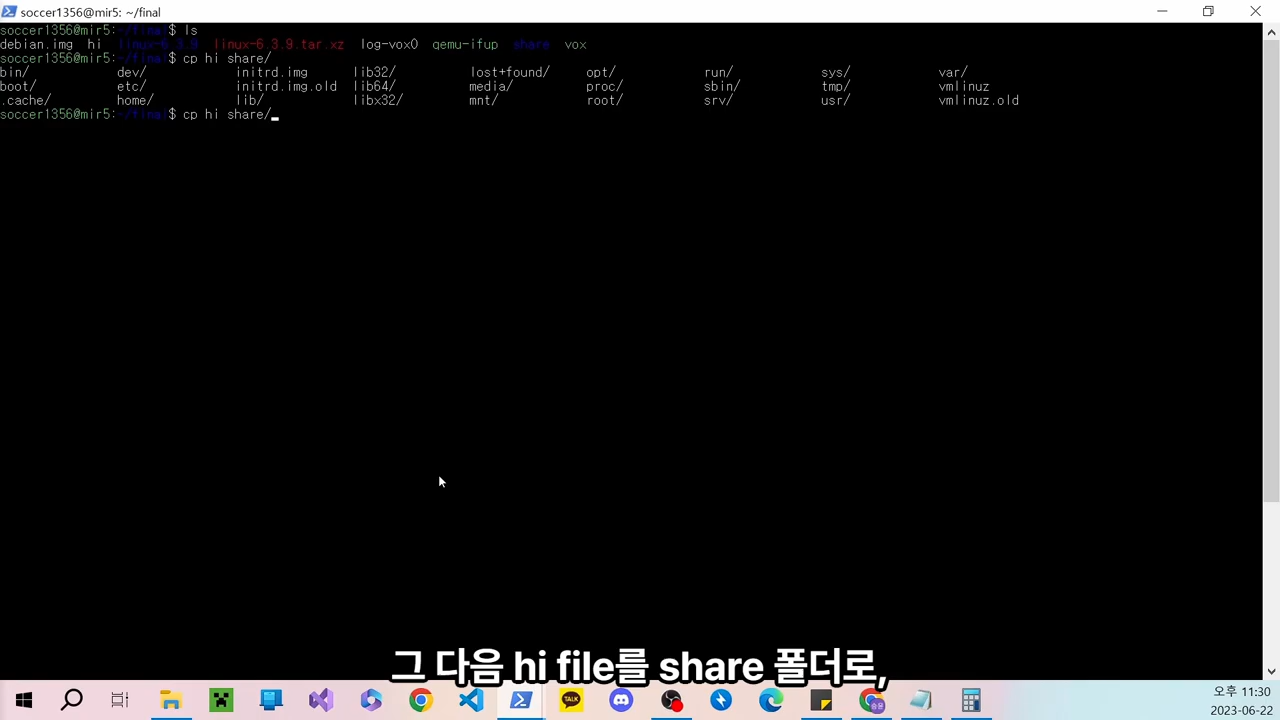 soccer1356@mir5: ~/final
soccer1356@mir5:~/final$ ls
debian.img hi linux-6.3.9 linux-6.3.9.tar.xz log-vox0 qemu-ifup share vox
soccer1356@mir5:~/final$ cp hi share/
bin/ dev/ initrd.img lib32/ lost+found/ opt/ run/ sys/ var/
boot/ etc/ initrd.img.old lib64/ media/ proc/ sbin/ tmp/ vmlinuz
.cache/ home/ lib/ libx32/ mnt/ root/ srv/ usr/ vmlinuz.old
soccer1356@mir5:~/final$ cp hi share/
그 다음 hi file를 share 폴더로,
TALK
오후 11:30
2023-06-22